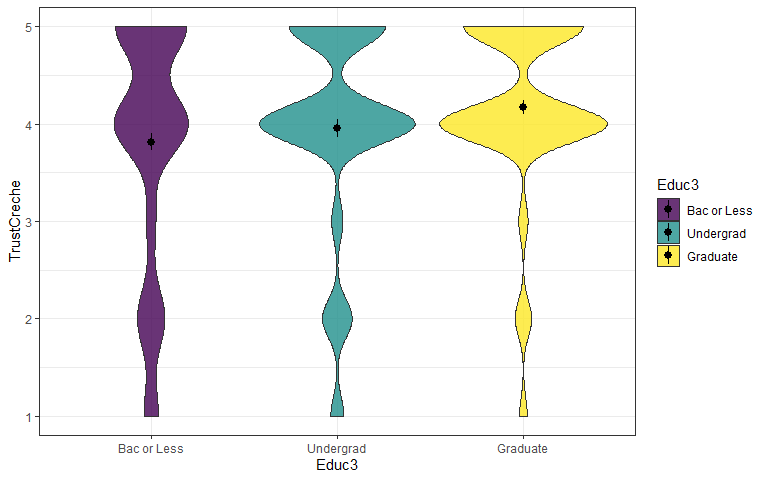 5
4
3
2
1
TrustCreche
Bac or Less
Undergrad
Graduate
Educ3
Educ3
Bac or Less
Undergrad
Graduate